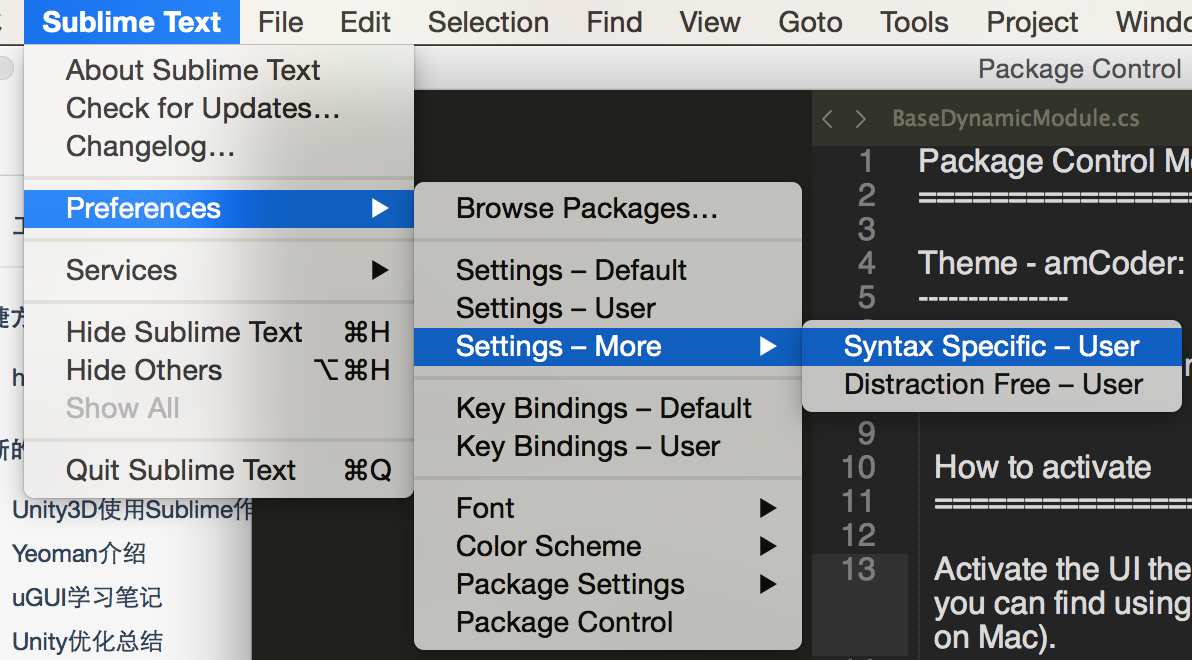 Sublime Text File Edit Selection Find View Goto Tools Project
About Sublime Text
Check for Updates…
Changelog…
Preferences ▶
Services ▶
Hide Sublime Text ⌘H
Hide Others ⌥⌘H
Show All
Quit Sublime Text ⌘Q
Browse Packages…
Settings – Default
Settings – User
Settings – More ▶
Key Bindings – Default
Key Bindings – User
Font ▶
Color Scheme ▶
Package Settings ▶
Package Control
Syntax Specific – User
Distraction Free – User
Package Control
BaseDynamicModule.cs
1 Package Control
2 ================
3
4 Theme - amCoder:
5 ---------------
9
10 How to activate
11 ================
12
13 Activate the UI
you can find using
on Mac).
Unity3D使用Sublime作
Yeoman介绍
uGUI学习笔记
Unity优化总结